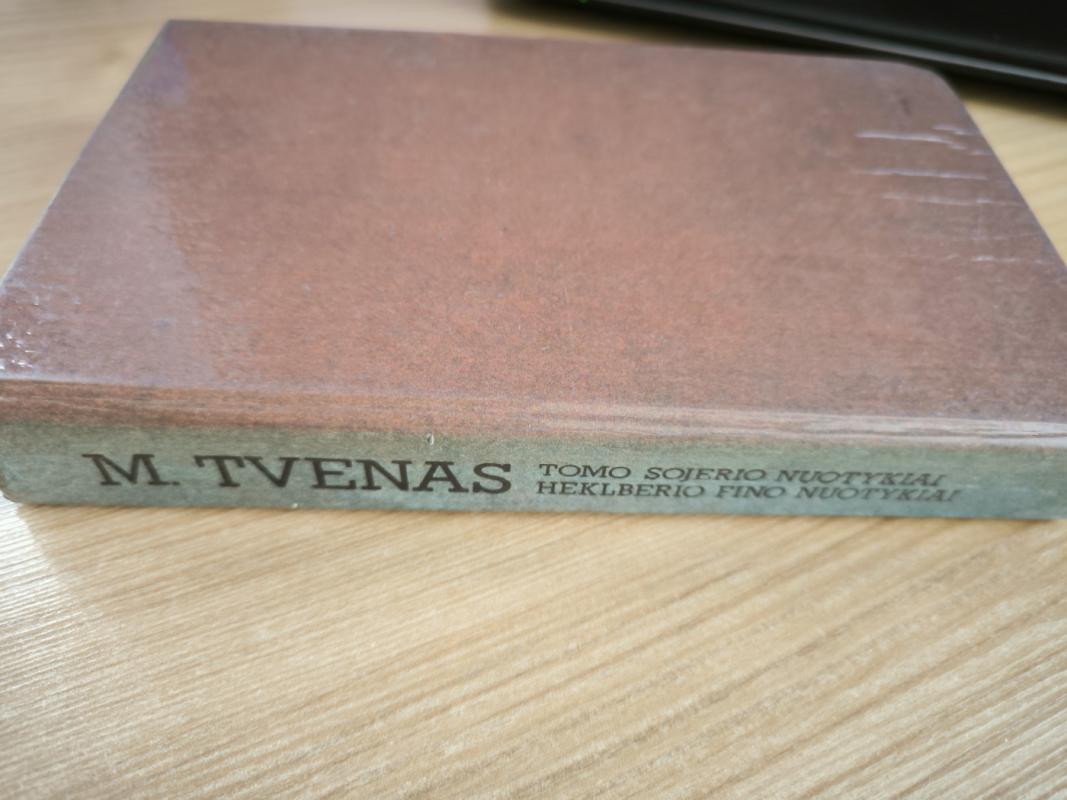 M. TVENAS
TOMO SOJERIO NUOTYKIAI
HEKLBERIO FINO NUOTYKIAI